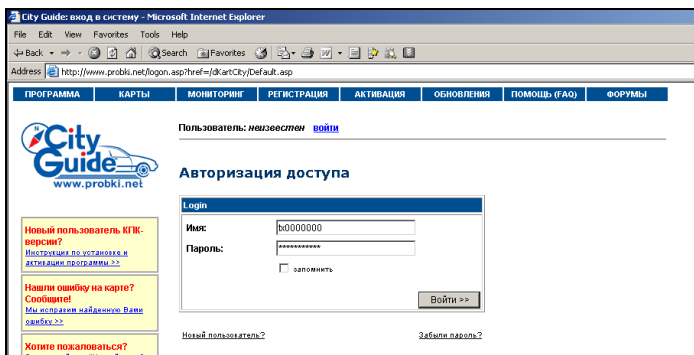 City Guide: вход в систему - Microsoft Internet Explorer
File Edit View Favorites Tools Help
Back Search Favorites
Address http://www.probki.net/logon.asp?href=/dKartCity/Default.asp
ПРОГРАММА КАРТЫ МОНИТОРИНГ РЕГИСТРАЦИЯ АКТИВАЦИЯ ОБНОВЛЕНИЯ ПОМОЩЬ (FAQ) ФОРУМЫ
City
Guide
www.probki.net
Пользователь: неизвестен войти
Авторизация доступа
Login
Имя: tx0000000
Пароль: ***********
запомнить
Войти >>
Новый пользователь? Забыли пароль?
Новый пользователь КПК-
версии?
Инструкция по установке и
активации программы >>
Нашли ошибку на карте?
Сообщите!
Мы исправим найденную Вами
ошибку >>
Хотите пожаловаться?